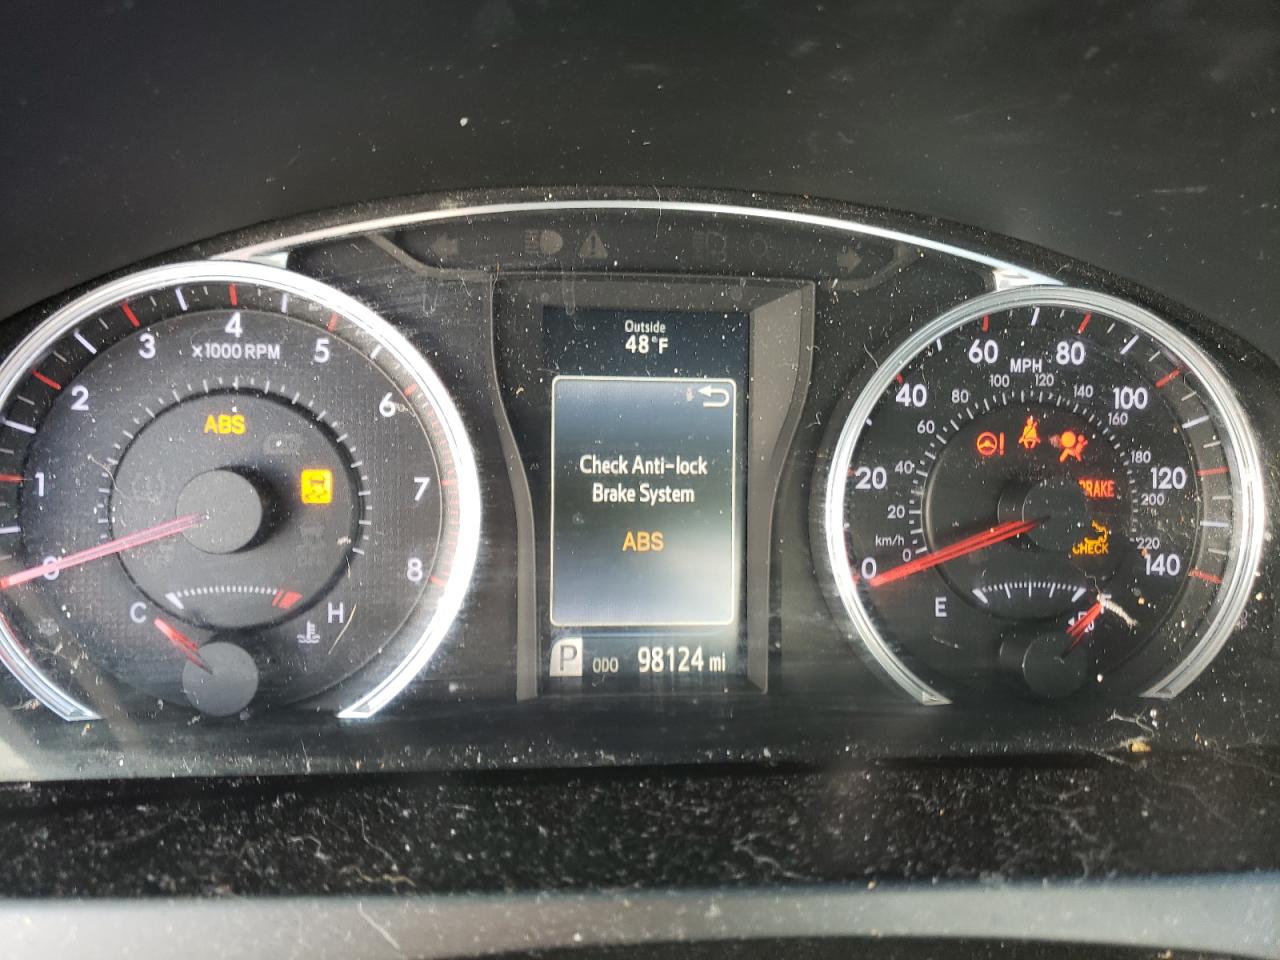 Outside
48°F
Check Anti-lock
Brake System
ABS
P ODO 98124 mi
ABS
x1000 RPM
0
1
2
3
4
5
6
7
8
C H
MPH
0
20
40
60
80
100
120
140
km/h
0
20
40
60
80
100
120
140
160
180
200
220
BRAKE
CHECK
E F